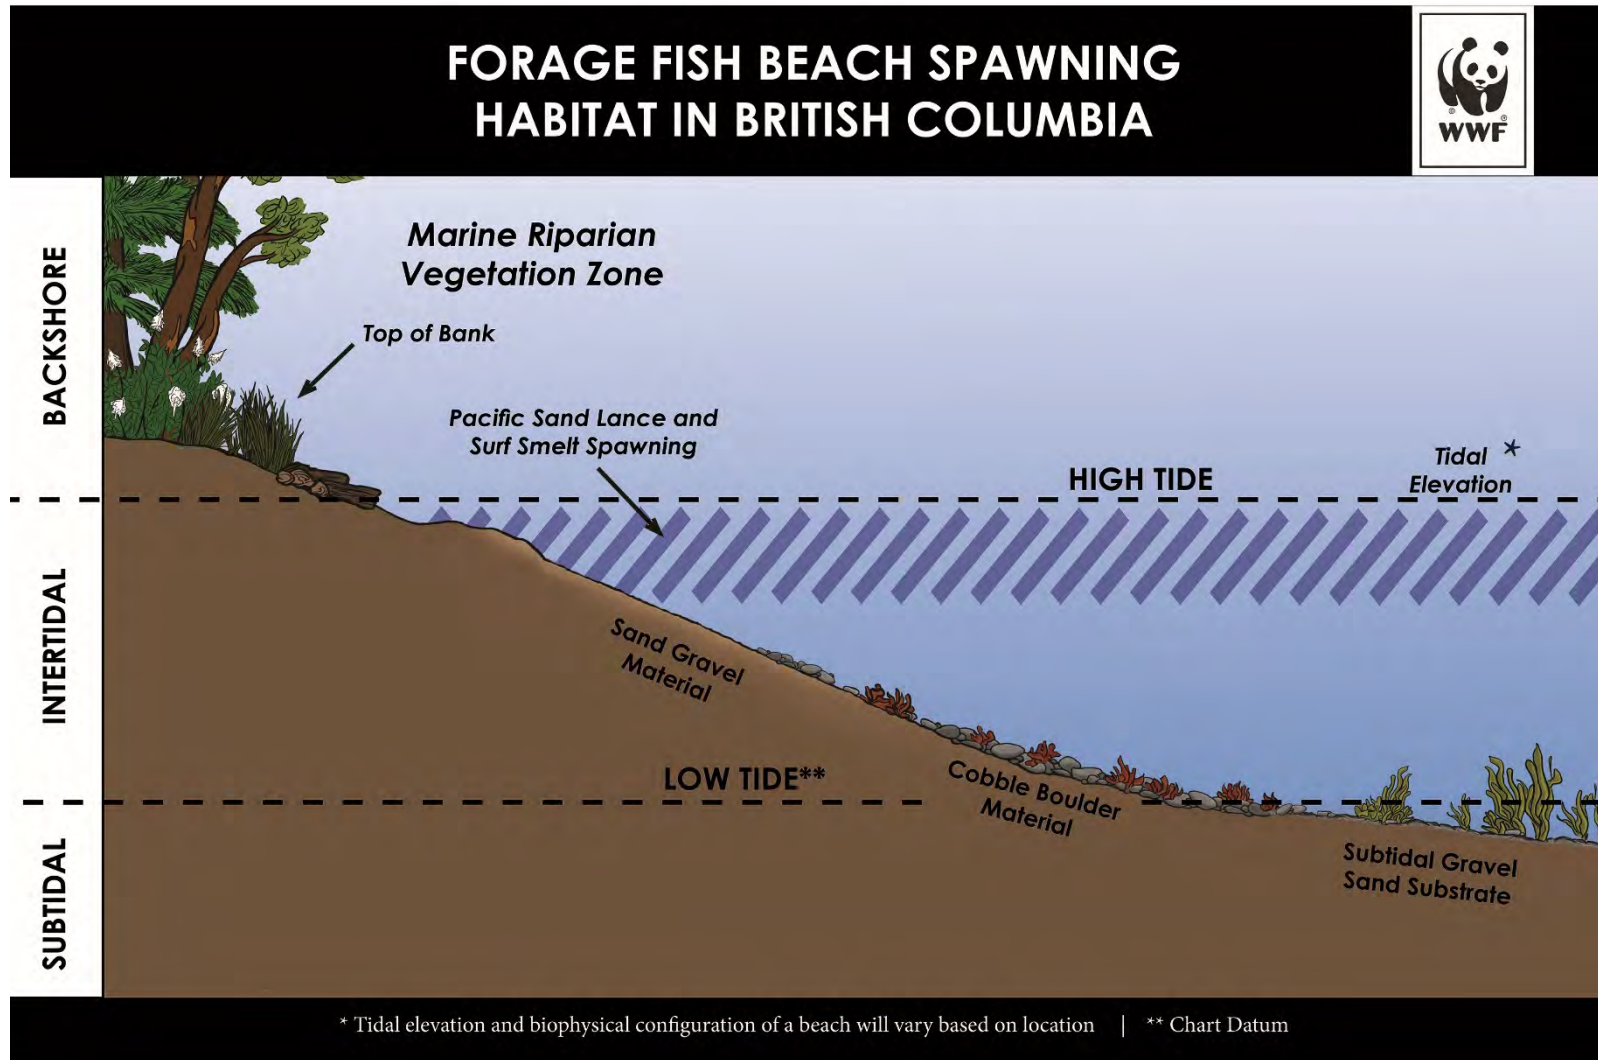 FORAGE FISH BEACH SPAWNING
HABITAT IN BRITISH COLUMBIA
WWF
BACKSHORE
Marine Riparian
Vegetation Zone
Top of Bank
Pacific Sand Lance and
Surf Smelt Spawning
HIGH TIDE
Tidal *
Elevation
INTERTIDAL
Sand Gravel
Material
LOW TIDE**
Cobble Boulder
Material
SUBTIDAL
Subtidal Gravel
Sand Substrate
* Tidal elevation and biophysical configuration of a beach will vary based on location | ** Chart Datum